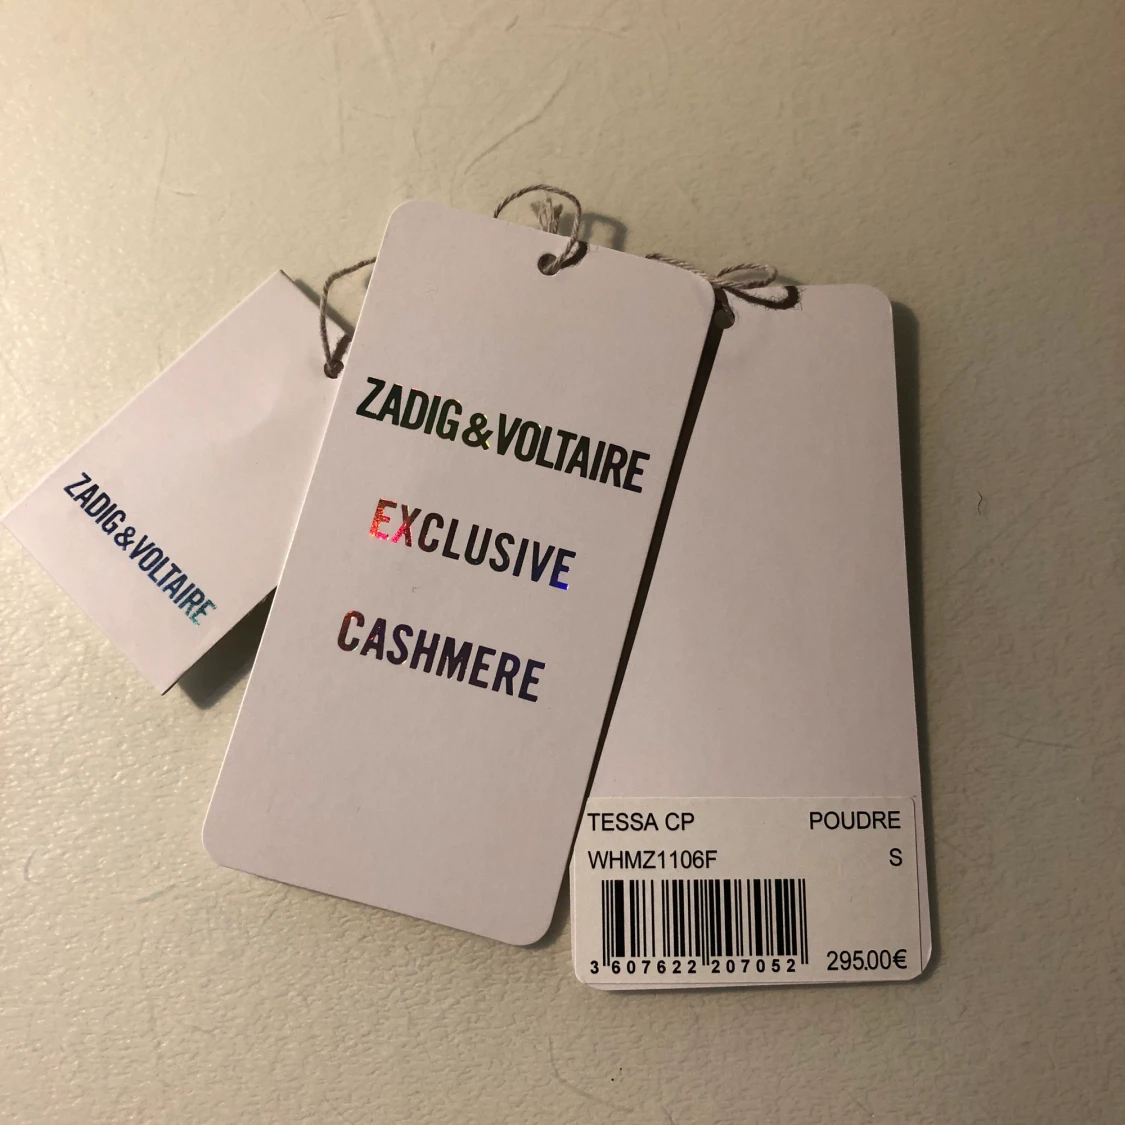 ZADIG&VOLTAIRE
ZADIG&VOLTAIRE
EXCLUSIVE
CASHMERE
TESSA CP POUDRE
WHMZ1106F S
3 607622 207052 295.00€